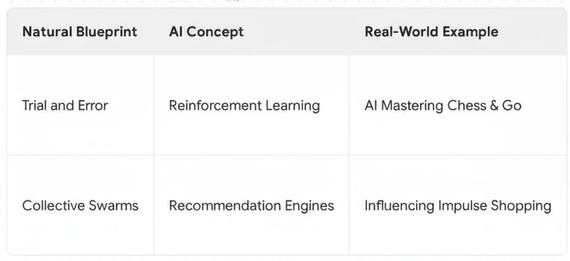 Natural Blueprint AI Concept Real-World Example
Trial and Error Reinforcement Learning AI Mastering Chess & Go
Collective Swarms Recommendation Engines Influencing Impulse Shopping